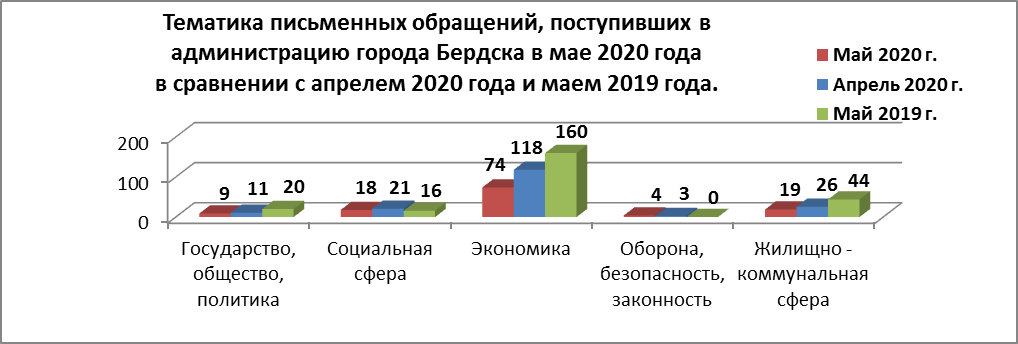 Тематика письменных обращений, поступивших в
администрацию города Бердска в мае 2020 года
в сравнении с апрелем 2020 года и маем 2019 года.
Май 2020 г.
Апрель 2020 г.
Май 2019 г.
200
100
0
9 11 20
18 21 16
74 118 160
4 3 0
19 26 44
Государство,
общество,
политика
Социальная
сфера
Экономика
Оборона,
безопасность,
законность
Жилищно -
коммунальная
сфера